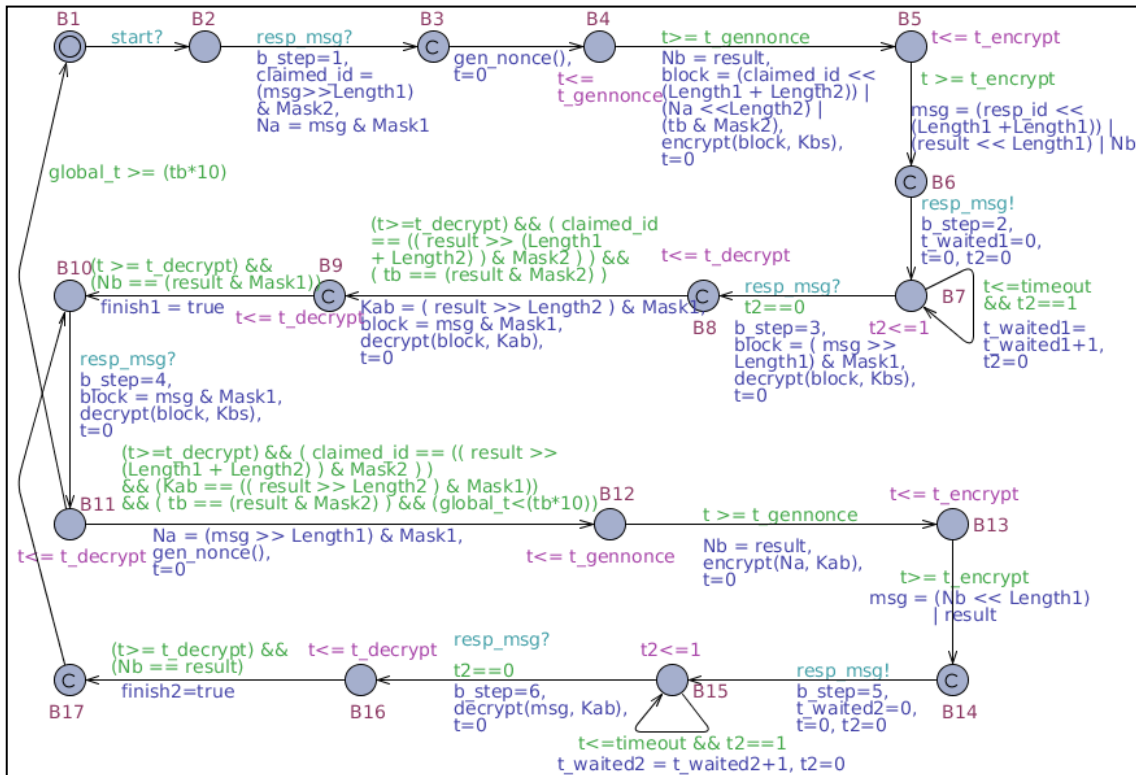 B1
start?
B2
resp_msg?
b_step=1,
claimed_id =
(msg>>Length1)
& Mask2,
Na = msg & Mask1
B3
C
gen_nonce(),
t=0
B4
t<=
t_gennonce
t>= t_gennonce
Nb = result,
block = (claimed_id <<
(Length1 + Length2)) |
(Na <<Length2) |
(tb & Mask2),
encrypt(block, Kbs),
t=0
B5
t<= t_encrypt
t >= t_encrypt
msg = (resp_id <<
(Length1 +Length1)) |
(result << Length1) | Nb
C
B6
resp_msg!
b_step=2,
t_waited1=0,
t=0, t2=0
global_t >= (tb*10)
B7
t2<=1
t<=timeout
&& t2==1
t_waited1=
t_waited1+1,
t2=0
resp_msg?
t2==0
b_step=3,
block = ( msg >>
Length1) & Mask1,
decrypt(block, Kbs),
t=0
t<= t_decrypt
C
B8
(t>=t_decrypt) && ( claimed_id
== (( result >> (Length1
+ Length2) ) & Mask2 ) ) &&
( tb == (result & Mask2) )
Kab = ( result >> Length2 ) & Mask1,
block = msg & Mask1,
decrypt(block, Kab),
t=0
B9
C
t<= t_decrypt
(t >= t_decrypt) &&
(Nb == (result & Mask1))
finish1 = true
B10
resp_msg?
b_step=4,
block = msg & Mask1,
decrypt(block, Kbs),
t=0
B11
t<= t_decrypt
(t>=t_decrypt) && ( claimed_id == (( result >>
(Length1 + Length2) ) & Mask2 ) )
&& (Kab == (( result >> Length2 ) & Mask1))
&& ( tb == (result & Mask2) ) && (global_t<(tb*10))
Na = (msg >> Length1) & Mask1,
gen_nonce(),
t=0
B12
t<= t_gennonce
t >= t_gennonce
Nb = result,
encrypt(Na, Kab),
t=0
t<= t_encrypt
B13
t>= t_encrypt
msg = (Nb << Length1)
| result
C
B14
resp_msg!
b_step=5,
t_waited2=0,
t=0, t2=0
t2<=1
B15
t<=timeout && t2==1
t_waited2 = t_waited2+1, t2=0
resp_msg?
t2==0
b_step=6,
decrypt(msg, Kab),
t=0
t<= t_decrypt
B16
(t>= t_decrypt) &&
(Nb == result)
finish2=true
C
B17